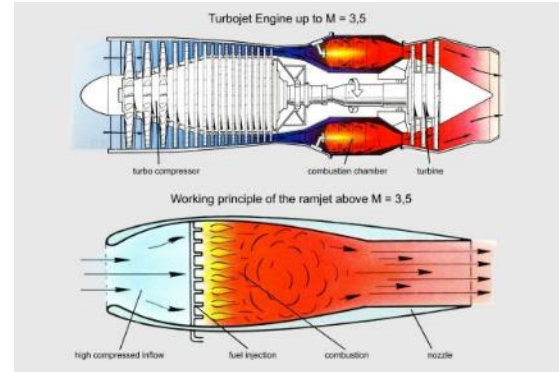 Turbojet Engine up to M = 3,5
turbo compressor
combustian chamber
turbine
Working principle of the ramjet above M = 3,5
high compressed inflow
fuel injection
combustion
nozzle